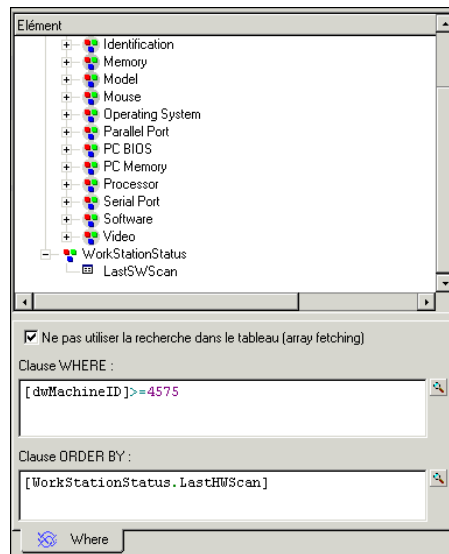 Elément
Identification
Memory
Model
Mouse
Operating System
Parallel Port
PC BIOS
PC Memory
Processor
Serial Port
Software
Video
WorkStationStatus
LastSWScan
Ne pas utiliser la recherche dans le tableau (array fetching)
Clause WHERE :
[dwMachineID]>=4575
Clause ORDER BY :
[WorkStationStatus.LastHWScan]
Where